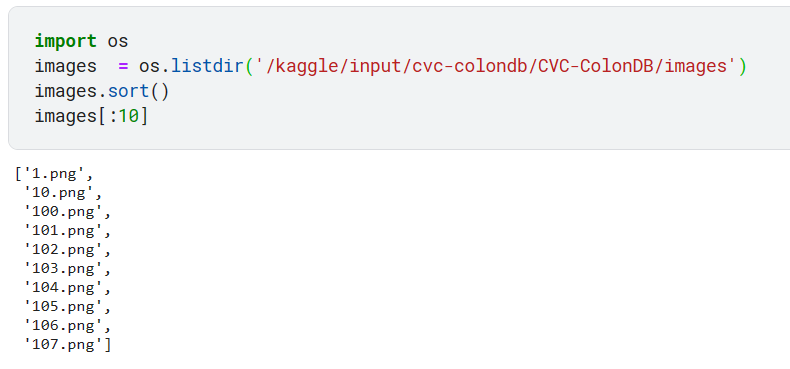 import os
images  = os.listdir('/kaggle/input/cvc-colondb/CVC-ColonDB/images')
images.sort()
images[:10]
['1.png',
 '10.png',
 '100.png',
 '101.png',
 '102.png',
 '103.png',
 '104.png',
 '105.png',
 '106.png',
 '107.png']